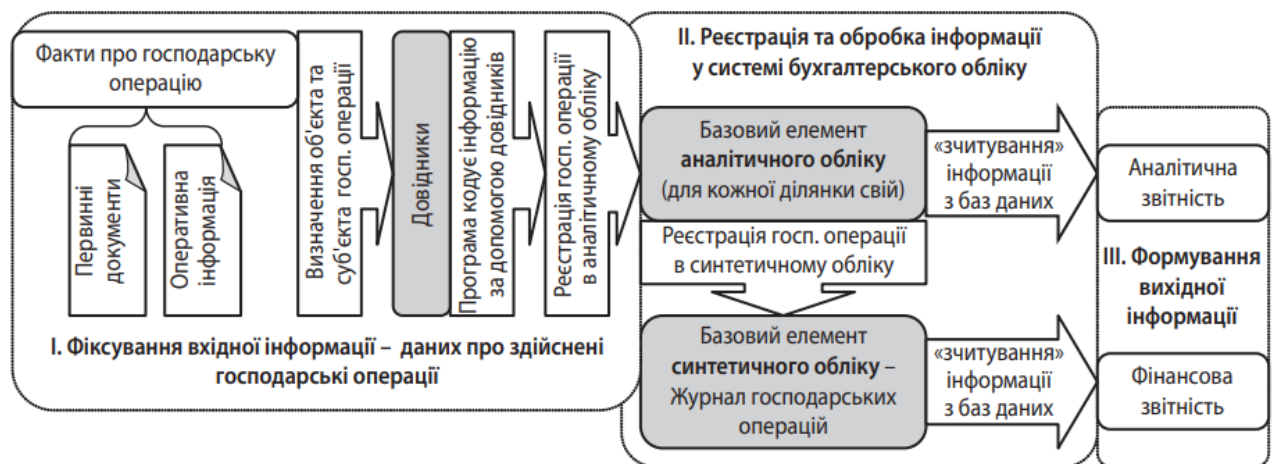 Факти про господарську
операцію
Первинні
документи
Оперативна
інформація
Визначення об'єкта та
суб'єкта госп. операції
Довідники
Програма кодує інформацію
за допомогою довідників
Реєстрація госп. операції
в аналітичному обліку
І. Фіксування вхідної інформації – даних про здійснені
господарські операції
ІІ. Реєстрація та обробка інформації
у системі бухгалтерського обліку
Базовий елемент
аналітичного обліку
(для кожної ділянки свій)
«зчитування»
інформації
з баз даних
Реєстрація госп. операції
в синтетичному обліку
Базовий елемент
синтетичного обліку –
Журнал господарських
операцій
«зчитування»
інформації
з баз даних
Аналітична
звітність
ІІІ. Формування
вихідної
інформації
Фінансова
звітність